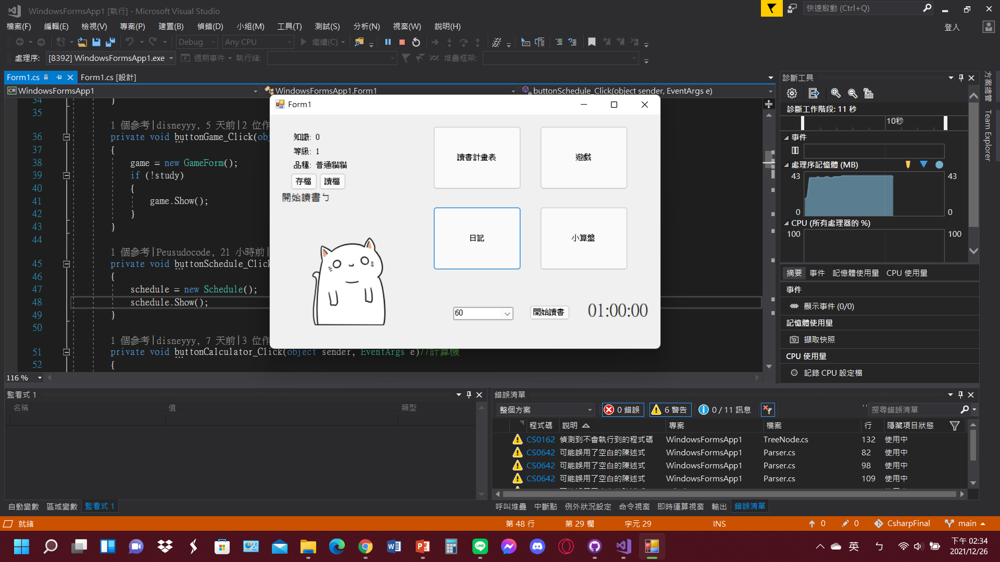 WindowsFormsApp1 [執行] - Microsoft Visual Studio
快速啟動 (Ctrl+Q)
檔案(F) 編輯(E) 檢視(V) 專案(P) 建置(B) 偵錯(D) 小組(M) 工具(T) 測試(S) 分析(N) 視窗(W) 說明(H)
登入
Debug Any CPU 繼續(C)
處理序: [8392] WindowsFormsApp1.exe 週期事件 執行緒: 堆疊框架:
Form1.cs Form1.cs [設計]
WindowsFormsApp1 WindowsFormsApp1.Form1 buttonSchedule_Click(object sender, EventArgs e)
34 }
35
1 個參考|disneyyy, 5 天前|2 位作
36 private void buttonGame_Click(obj
37 {
38 game = new GameForm();
39 if (!study)
40 {
41 game.Show();
42 }
43 }
44
1 個參考|Peusudocode, 21 小時前|
45 private void buttonSchedule_Click
46 {
47 schedule = new Schedule();
48 schedule.Show();
49 }
50
1 個參考|disneyyy, 7 天前|3 位作
51 private void buttonCalculator_Click(object sender, EventArgs e)//計算機
52 {
116 %
Form1
知識: 0
等級: 1
品種: 普通貓貓
存檔 讀檔
開始讀書ㄅ
讀書計畫表 遊戲
日記 小算盤
60 開始讀書 01:00:00
診斷工具
診斷工作階段: 11 秒
10秒
事件
處理序記憶體 (MB)
43 43
0 0
CPU (所有處理器的 %)
100 100
摘要 事件 記憶體使用量 CPU 使用量
事件
顯示事件 (0/0)
記憶體使用量
擷取快照
CPU 使用量
記錄 CPU 設定檔
方案總管
Team Explorer
監看式 1
名稱 值 類型
自動變數 區域變數 監看式 1
錯誤清單
整個方案 0 錯誤 6 警告 0 / 11 訊息 搜尋錯誤清單
程式碼 說明 專案 檔案 行 隱藏項目狀態
CS0162 偵測到不會執行到的程式碼 WindowsFormsApp1 TreeNode.cs 132 使用中
CS0642 可能誤用了空白的陳述式 WindowsFormsApp1 Parser.cs 82 使用中
CS0642 可能誤用了空白的陳述式 WindowsFormsApp1 Parser.cs 98 使用中
CS0642 可能誤用了空白的陳述式 WindowsFormsApp1 Parser.cs 109 使用中
呼叫堆疊 中斷點 例外狀況設定 命令視窗 即時運算視窗 輸出 錯誤清單
就緒 第 48 行 第 29 欄 字元 29 INS 0 0 CsharpFinal main
英 ㄅ
下午 02:34
2021/12/26